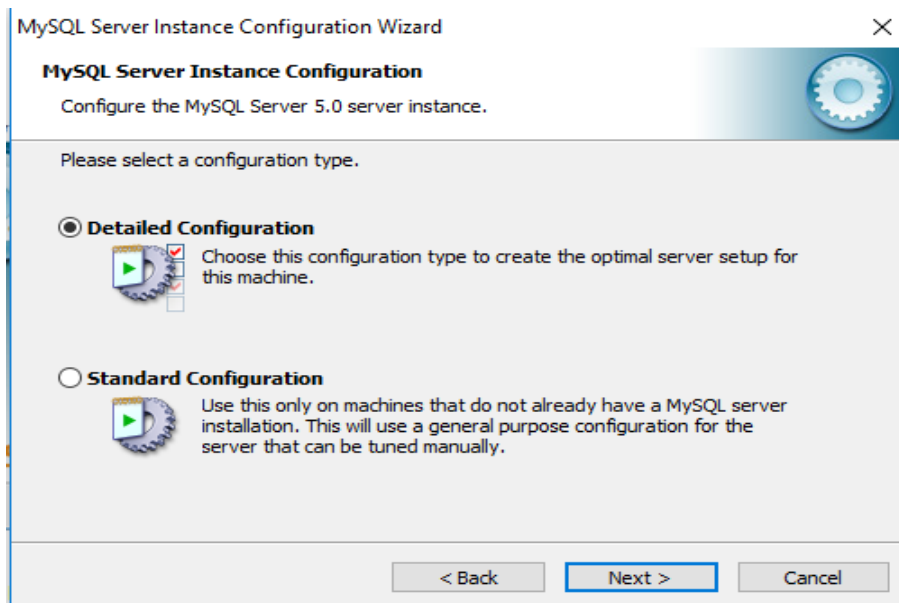 MySQL Server Instance Configuration Wizard
MySQL Server Instance Configuration
Configure the MySQL Server 5.0 server instance.
Please select a configuration type.
Detailed Configuration
Choose this configuration type to create the optimal server setup for
this machine.
Standard Configuration
Use this only on machines that do not already have a MySQL server
installation. This will use a general purpose configuration for the
server that can be tuned manually.
< Back
Next >
Cancel